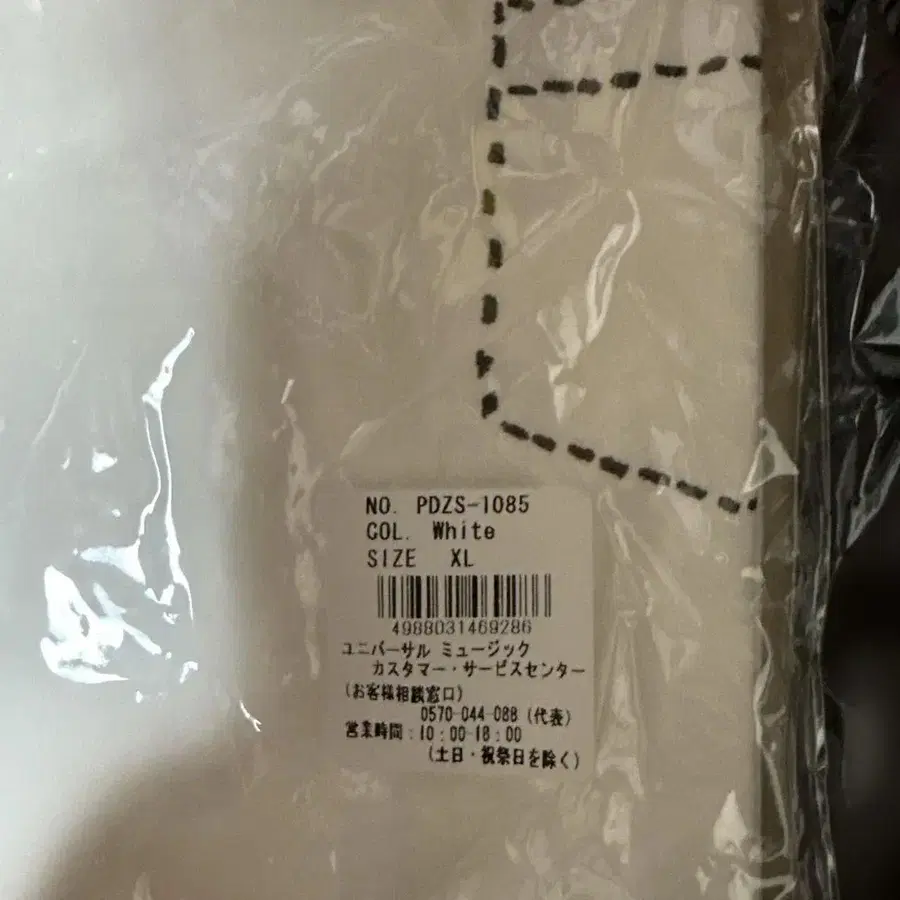 NO. PDZS-1085
COL. White
SIZE XL
4988031469286
ユニバーサル ミュージック
カスタマー・サービスセンター
(お客様相談窓口)
0570-044-088 (代表)
営業時間:10:00-18:00
(土日・祝祭日を除く)